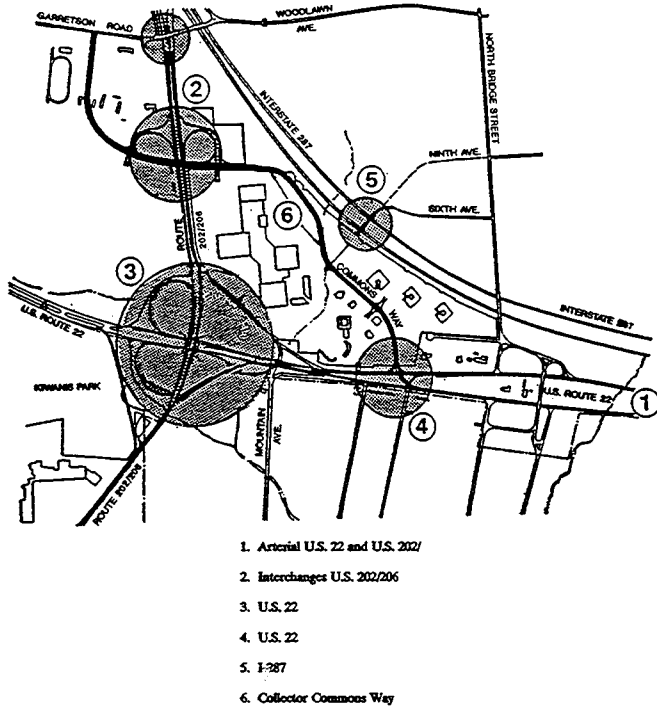 GARRETSON ROAD
WOODLAWN AVE.
NORTH BRIDGE STREET
2
INTERSTATE 287
NINTH AVE.
5
SIXTH AVE.
6
ROUTE 202/206
3
COMMONS WAY
U.S. ROUTE 22
INTERSTATE 287
KIWANIS PARK
U.S. ROUTE 22
1
MOUNTAIN AVE.
4
ROUTE 202/206
1. Arterial U.S. 22 and U.S. 202/
2. Interchanges U.S. 202/206
3. U.S. 22
4. U.S. 22
5. I-287
6. Collector Commons Way